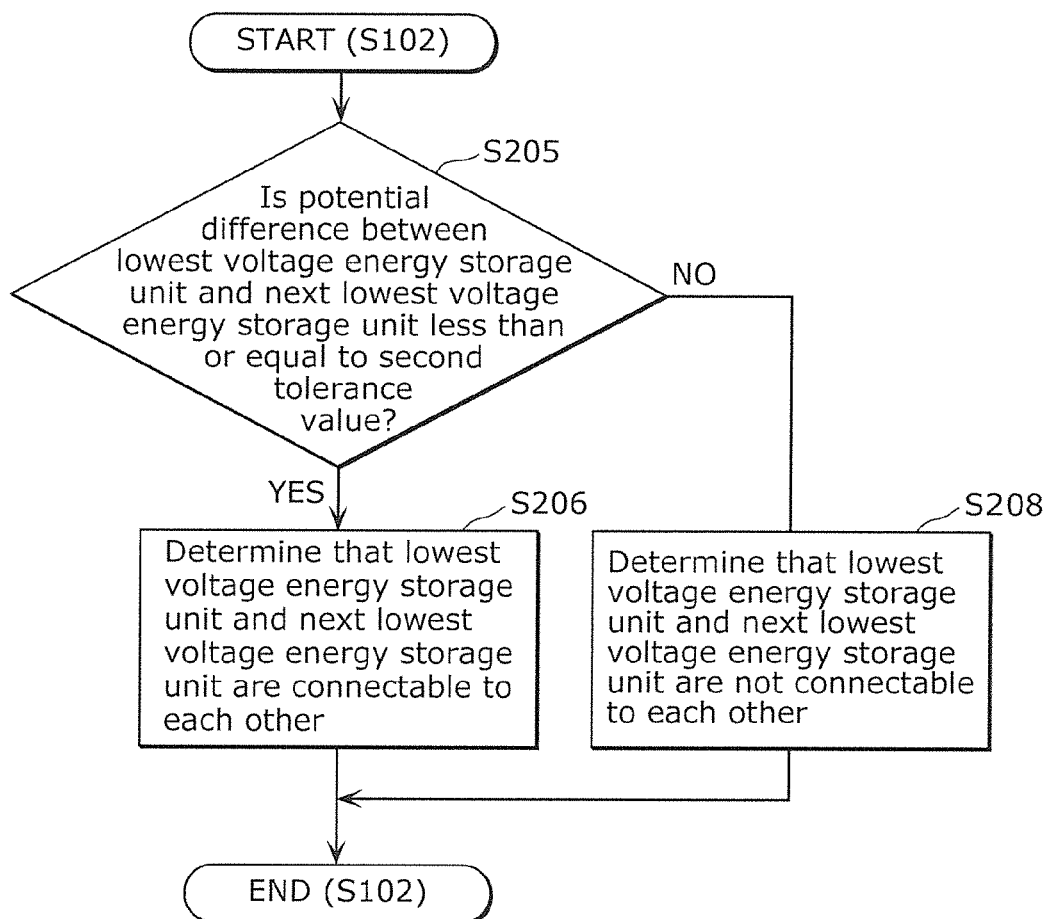 START (S102)
S205
Is potential
difference between
lowest voltage energy storage
unit and next lowest voltage
energy storage unit less than
or equal to second
tolerance
value?
NO
YES
S206
Determine that lowest
voltage energy storage
unit and next lowest
voltage energy storage
unit are connectable to
each other
S208
Determine that lowest
voltage energy storage
unit and next lowest
voltage energy storage
unit are not connectable
to each other
END (S102)